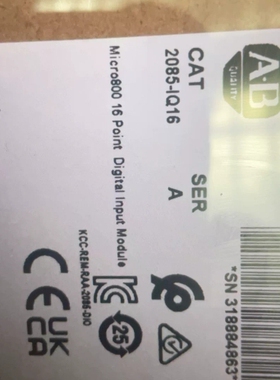 A·B
QUALITY
CAT
SER
2085-IQ16
A
Micro800 16 Point Digital Input Module
KCC-REM-RAA-2085-DIO
*SN 318884863*
25
CE
UK
CA